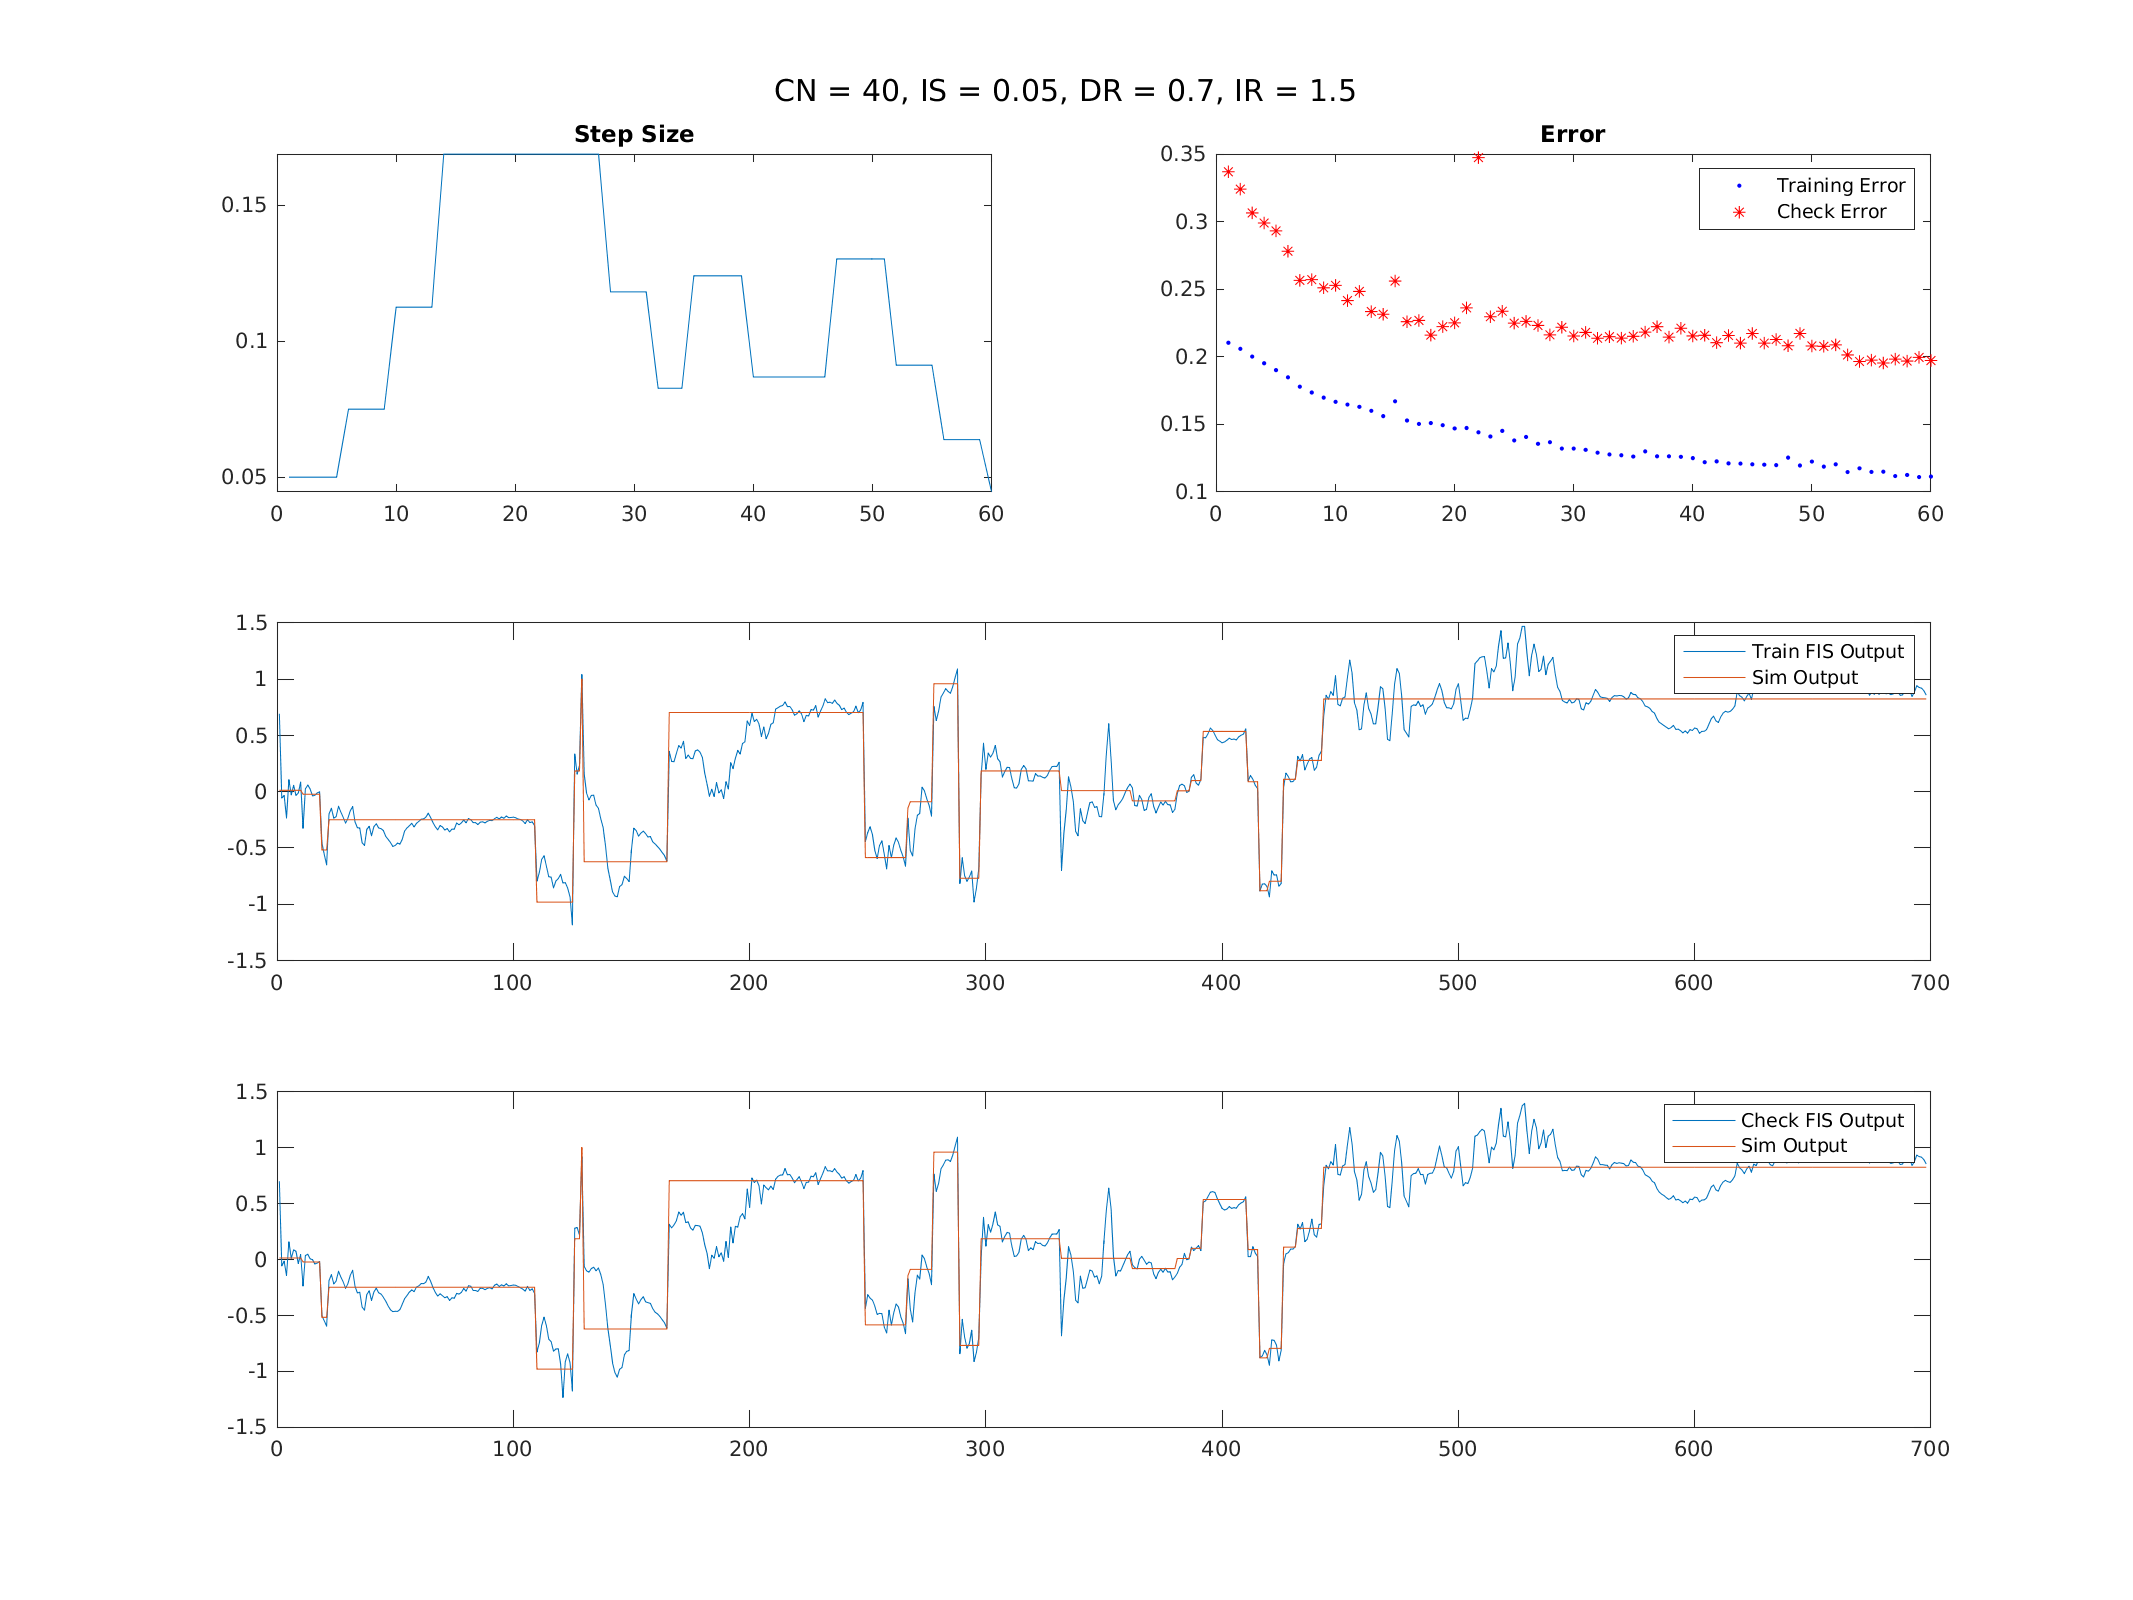 CN = 40, IS = 0.05, DR = 0.7, IR = 1.5
Step Size
0.15
0.1
0.05
0 10 20 30 40 50 60
Error
0.35
0.3
0.25
0.2
0.15
0.1
0 10 20 30 40 50 60
Training Error
Check Error
1.5
1
0.5
0
-0.5
-1
-1.5
0 100 200 300 400 500 600 700
Train FIS Output
Sim Output
1.5
1
0.5
0
-0.5
-1
-1.5
0 100 200 300 400 500 600 700
Check FIS Output
Sim Output